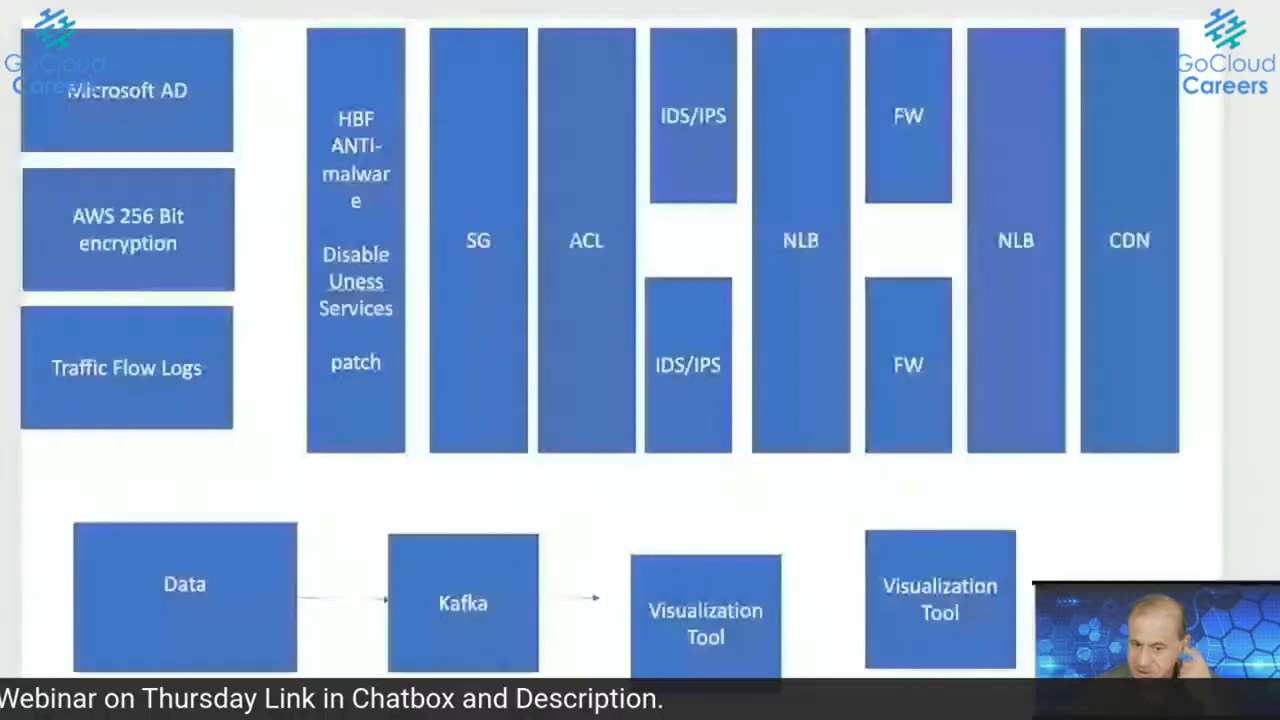 GoCloud
Careers
Microsoft AD
AWS 256 Bit
encryption
Traffic Flow Logs
HBF
ANTI-
malwar
e
Disable
Uness
Services
patch
SG
ACL
IDS/IPS
IDS/IPS
NLB
FW
FW
NLB
CDN
GoCloud
Careers
Data
Kafka
Visualization
Tool
Visualization
Tool
Webinar on Thursday Link in Chatbox and Description.